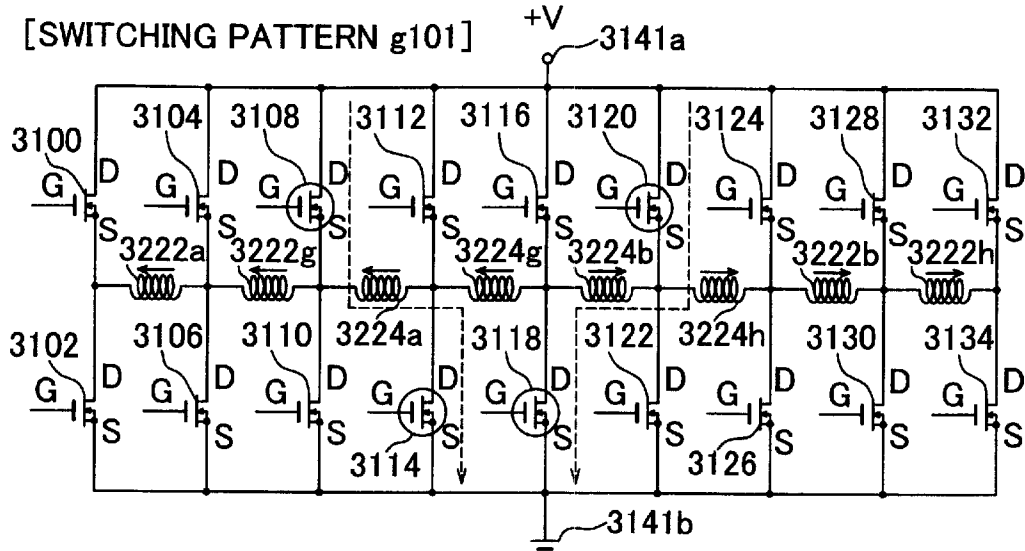 [SWITCHING PATTERN g101]
+V
3141a
3100 3104 3108 3112 3116 3120 3124 3128 3132
D D D D D D D D D
G G G G G G G G G
S S S S S S S S S
3222a 3222g 3224g 3224b 3222b 3222h
3224a 3224h
3102 3106 3110 3118 3122 3130 3134
D D D D D D D D D
G G G G G G G G G
S S S S S S S S S
3114 3126
3141b